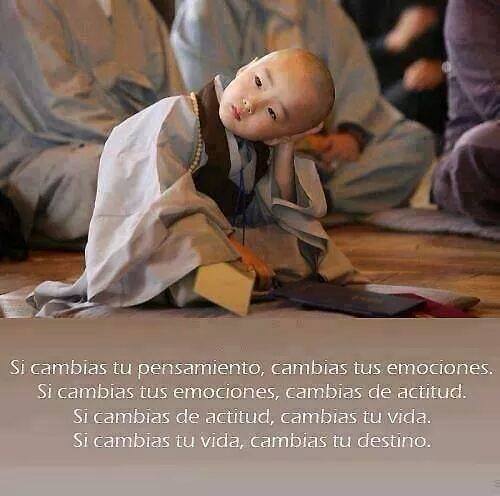 Si cambias tu pensamiento, cambias tus emociones.
Si cambias tus emociones, cambias de actitud.
Si cambias de actitud, cambias tu vida.
Si cambias tu vida, cambias tu destino.